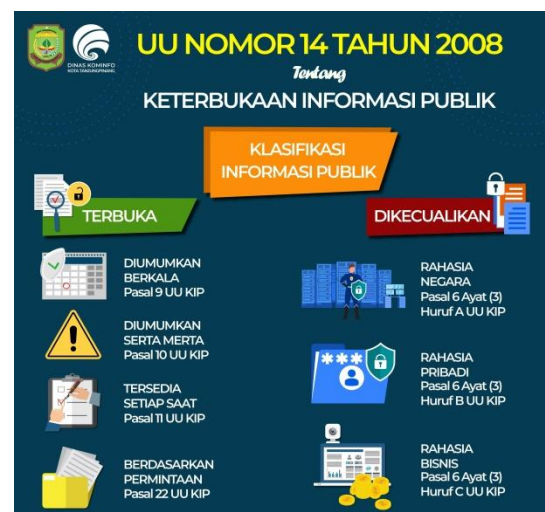 DINAS KOMINFO
KOTA TANJUNGPINANG
UU NOMOR 14 TAHUN 2008
Tentang
KETERBUKAAN INFORMASI PUBLIK
KLASIFIKASI
INFORMASI PUBLIK
TERBUKA
DIUMUMKAN
BERKALA
Pasal 9 UU KIP
DIUMUMKAN
SERTA MERTA
Pasal 10 UU KIP
TERSEDIA
SETIAP SAAT
Pasal 11 UU KIP
BERDASARKAN
PERMINTAAN
Pasal 22 UU KIP
DIKECUALIKAN
RAHASIA
NEGARA
Pasal 6 Ayat (3)
Huruf A UU KIP
***
RAHASIA
PRIBADI
Pasal 6 Ayat (3)
Huruf B UU KIP
RAHASIA
BISNIS
Pasal 6 Ayat (3)
Huruf C UU KIP